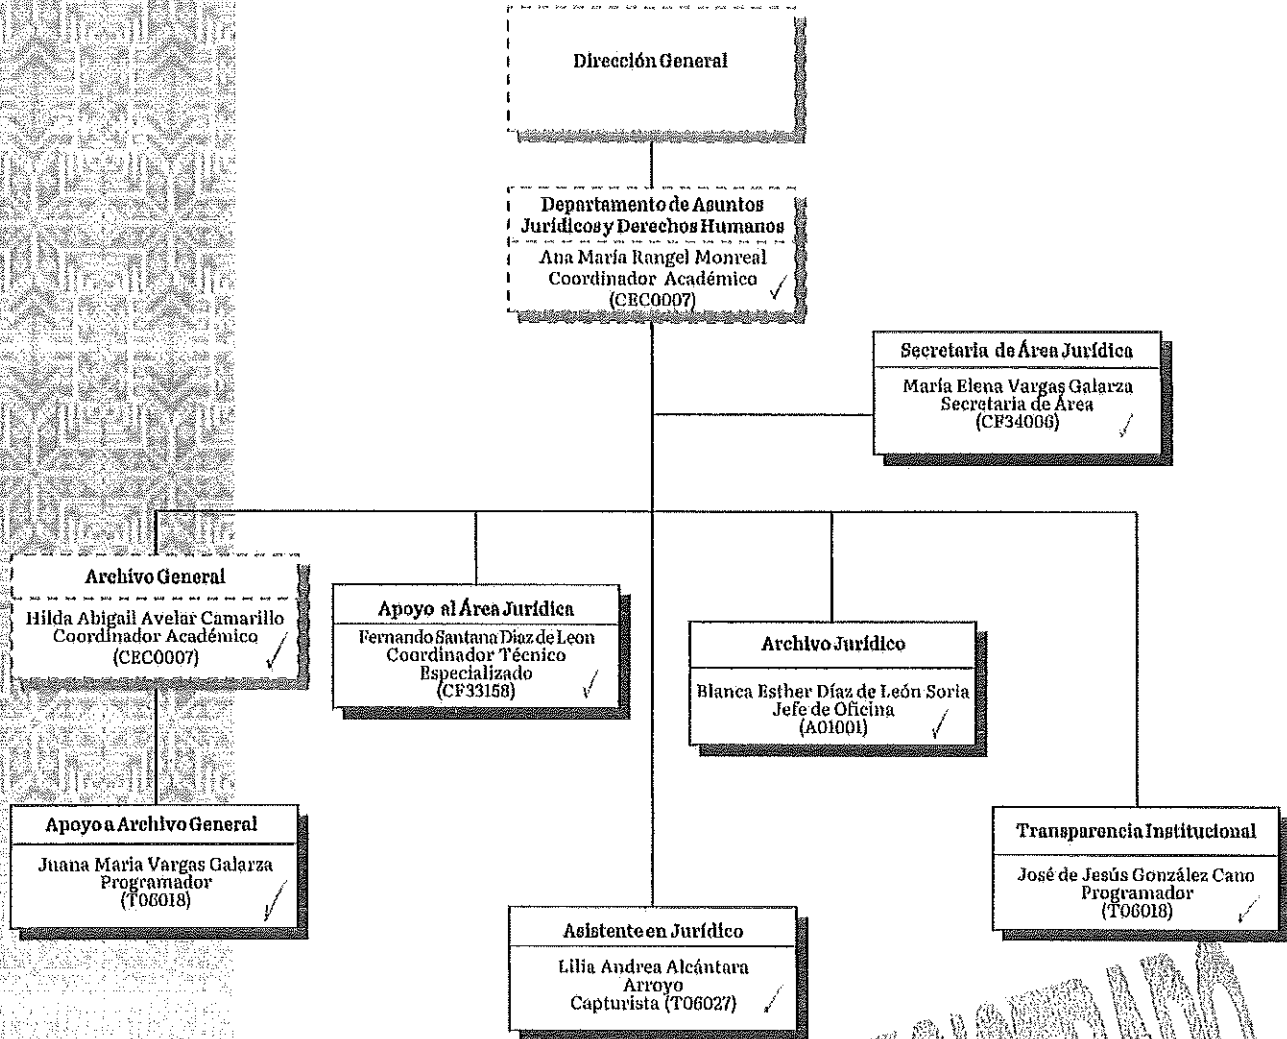 Dirección General
Departamento de Asuntos
Jurídicos y Derechos Humanos
Ana María Rangel Monreal
Coordinador Académico
(CEC0007)
Secretaria de Área Jurídica
María Elena Vargas Galarza
Secretaria de Área
(CF34006)
Archivo General
Hilda Abigail Avelar Camarillo
Coordinador Académico
(CEC0007)
Apoyo al Área Jurídica
Fernando Santana Diaz de Leon
Coordinador Técnico
Especializado
(CF33158)
Archivo Jurídico
Blanca Esther Díaz de León Soria
Jefe de Oficina
(A01001)
Apoyo a Archivo General
Juana Maria Vargas Galarza
Programador
(T06018)
Transparencia Institucional
José de Jesús González Cano
Programador
(T06018)
Asistente en Jurídico
Lilia Andrea Alcántara
Arroyo
Capturista (T06027)